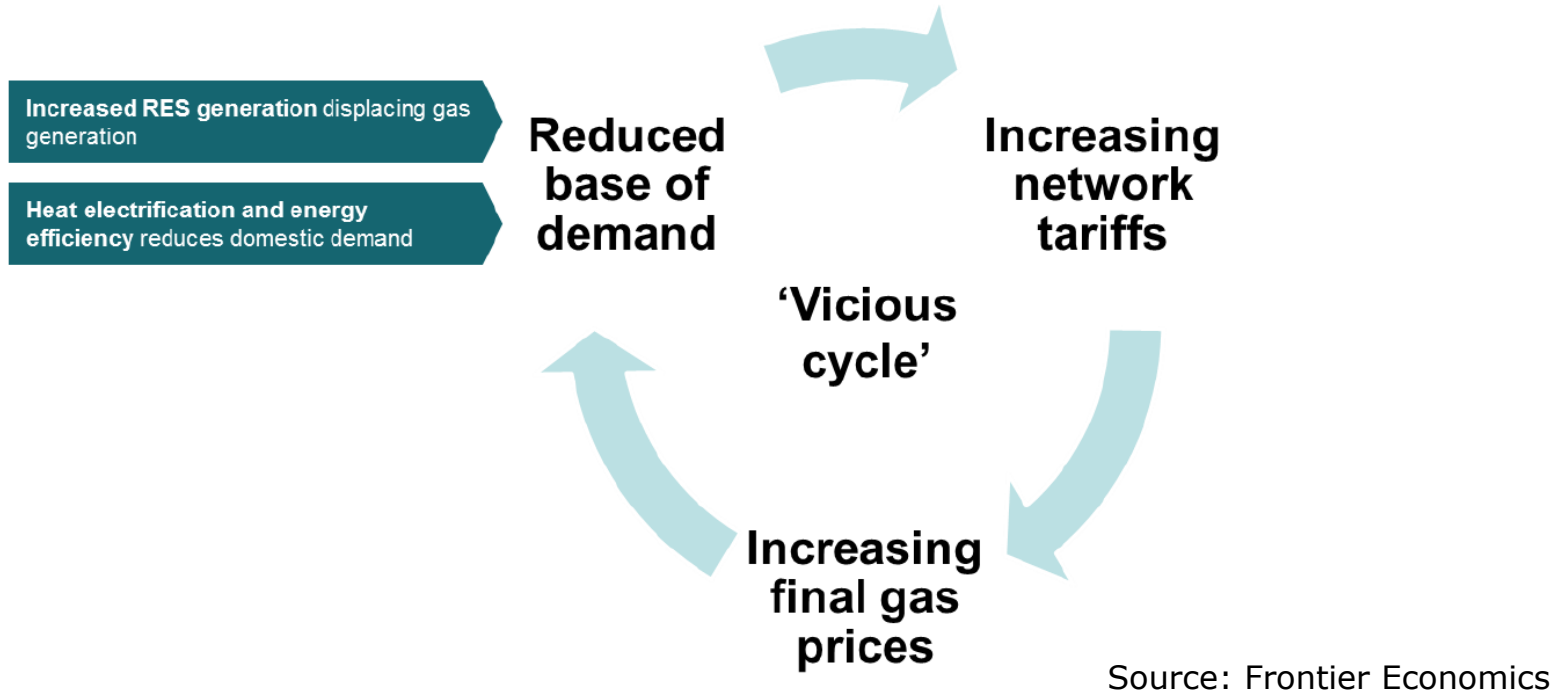 Increased RES generation displacing gas
generation
Heat electrification and energy
efficiency reduces domestic demand
Reduced
base of
demand
Increasing
network
tariffs
‘Vicious
cycle’
Increasing
final gas
prices
Source: Frontier Economics